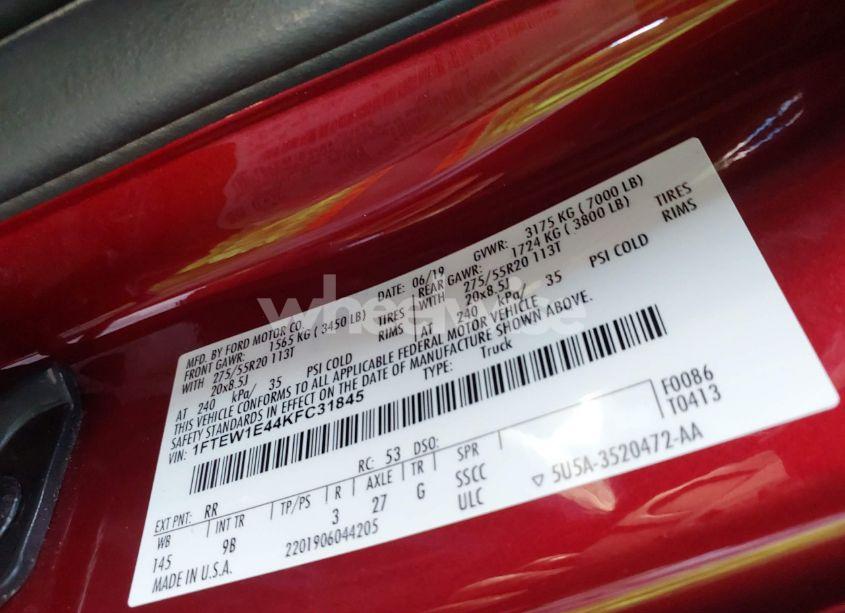 MFD. BY FORD MOTOR CO.
DATE: 06/19 GVWR: 3175 KG ( 7000 LB)
FRONT GAWR: 1565 KG ( 3450 LB) REAR GAWR: 1724 KG ( 3800 LB)
WITH 275/55R20 113T TIRES WITH 275/55R20 113T TIRES
20x8.5J RIMS 20x8.5J RIMS
AT 240 kPa/ 35 PSI COLD AT 240 kPa/ 35 PSI COLD
THIS VEHICLE CONFORMS TO ALL APPLICABLE FEDERAL MOTOR VEHICLE
SAFETY STANDARDS IN EFFECT ON THE DATE OF MANUFACTURE SHOWN ABOVE.
VIN: 1FTEW1E44KFC31845 TYPE: Truck
F0086
T0413
EXT PNT: RR RC: 53 DSO:
WB INT TR TP/PS R AXLE TR SPR
145 9B 3 27 G SSCC
ULC
5U5A-3520472-AA
MADE IN U.S.A. 2201906044205
wheelwise